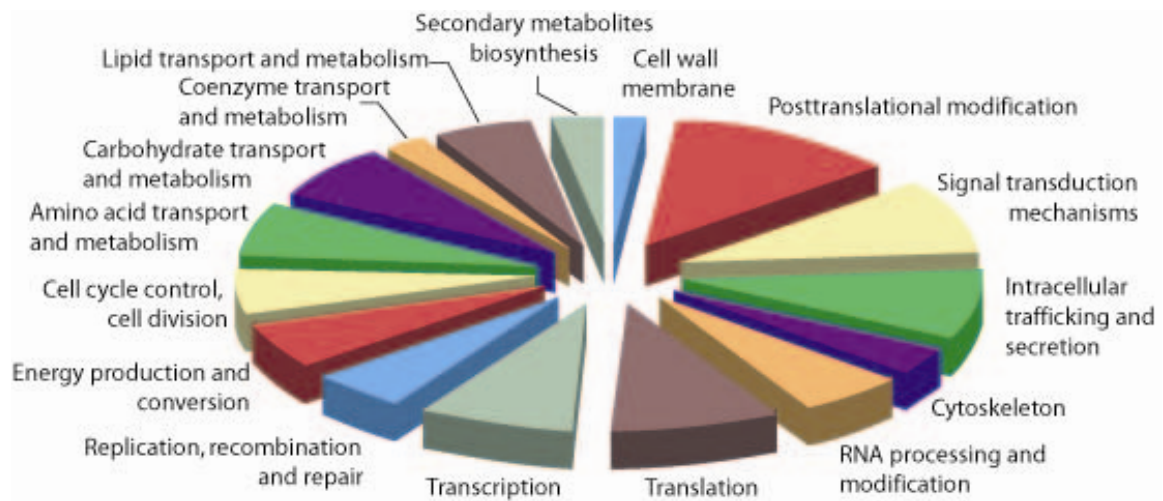 Secondary metabolites
biosynthesis
Cell wall
membrane
Posttranslational modification
Signal transduction
mechanisms
Intracellular
trafficking and
secretion
Cytoskeleton
RNA processing and
modification
Translation
Transcription
Replication, recombination
and repair
Energy production and
conversion
Cell cycle control,
cell division
Amino acid transport
and metabolism
Carbohydrate transport
and metabolism
Coenzyme transport
and metabolism
Lipid transport and metabolism